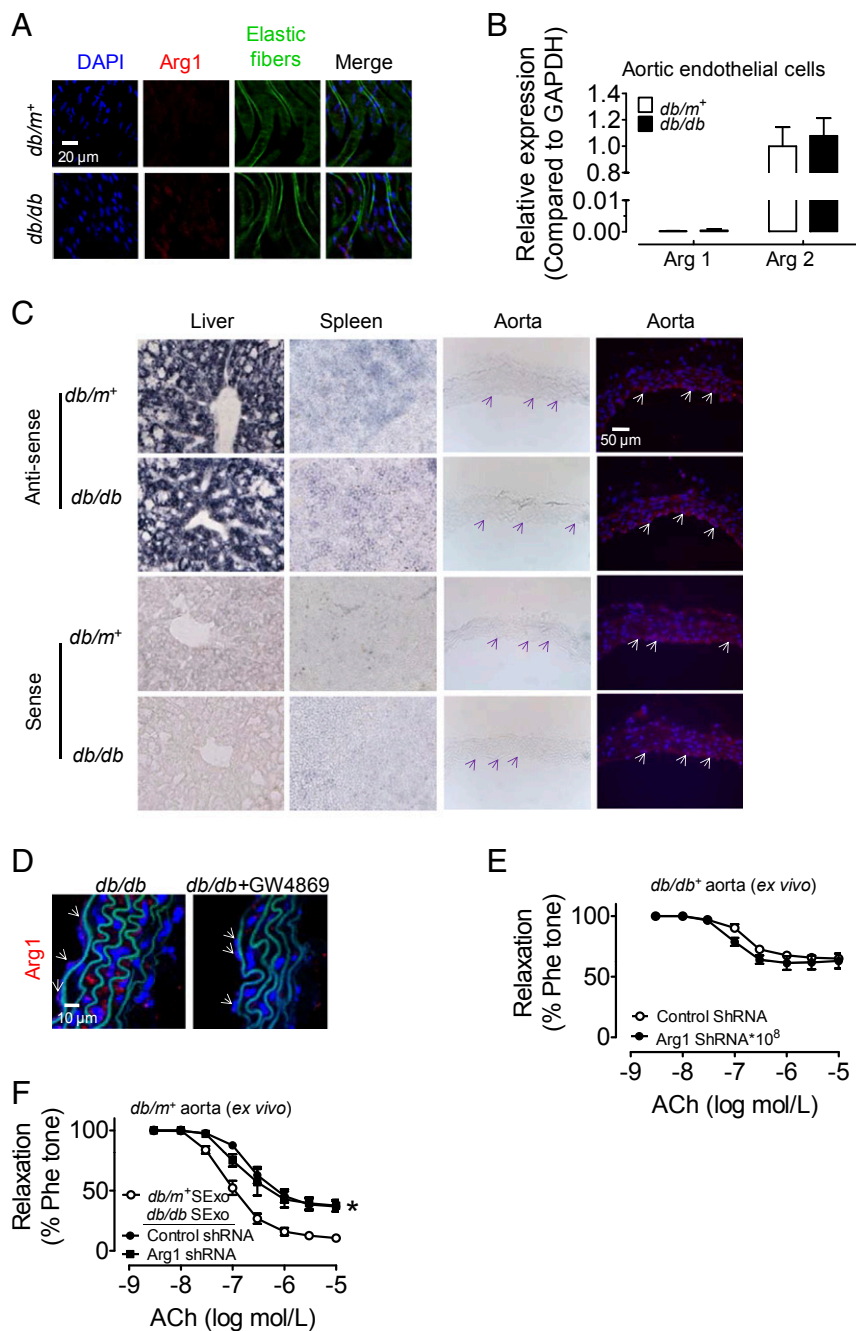 A
DAPI Arg1 Elastic fibers Merge
db/m+
20 μm
db/db
B
Aortic endothelial cells
Relative expression
(Compared to GAPDH)
1.4
1.2
1.0
0.8
0.01
0.00
db/m+
db/db
Arg 1 Arg 2
C
Liver Spleen Aorta Aorta
Anti-sense
db/m+
50 μm
db/db
Sense
db/m+
db/db
D
db/db db/db+GW4869
Arg1
10 μm
E
db/db+ aorta (ex vivo)
Relaxation
(% Phe tone)
100
50
0
Control ShRNA
Arg1 ShRNA*10^8
-9 -8 -7 -6 -5
ACh (log mol/L)
F
db/m+ aorta (ex vivo)
Relaxation
(% Phe tone)
100
50
0
db/m+SExo
db/db SExo
Control shRNA
Arg1 shRNA
*
-9 -8 -7 -6 -5
ACh (log mol/L)